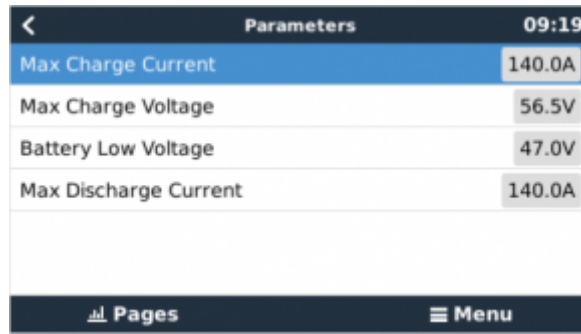 Parameters 09:19
Max Charge Current 140.0A
Max Charge Voltage 56.5V
Battery Low Voltage 47.0V
Max Discharge Current 140.0A
Pages Menu